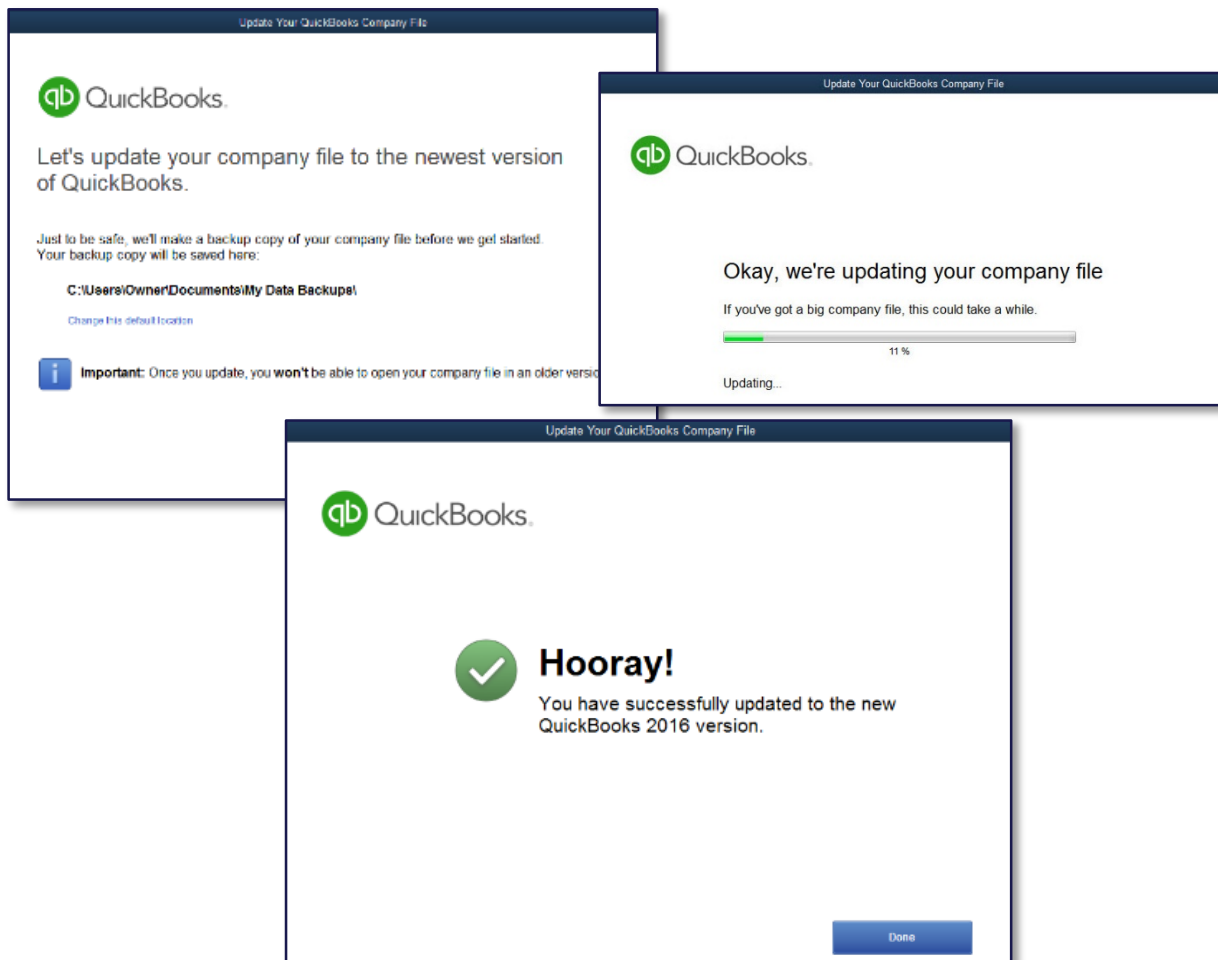 Update Your QuickBooks Company File
qb QuickBooks.
Let's update your company file to the newest version
of QuickBooks.
Just to be safe, we'll make a backup copy of your company file before we get started.
Your backup copy will be saved here:
C:\Users\Owner\Documents\My Data Backups\
Change this default location
i Important: Once you update, you won't be able to open your company file in an older versio
Update Your QuickBooks Company File
qb QuickBooks.
Okay, we're updating your company file
If you've got a big company file, this could take a while.
11 %
Updating...
Update Your QuickBooks Company File
qb QuickBooks.
Hooray!
You have successfully updated to the new
QuickBooks 2016 version.
Done